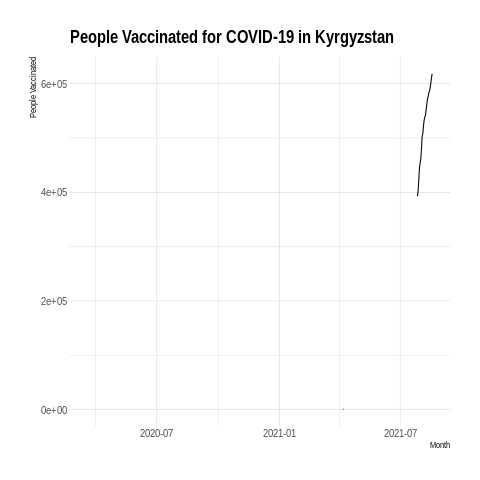 People Vaccinated for COVID-19 in Kyrgyzstan
People Vaccinated
6e+05
4e+05
2e+05
0e+00
2020-07 2021-01 2021-07
Month